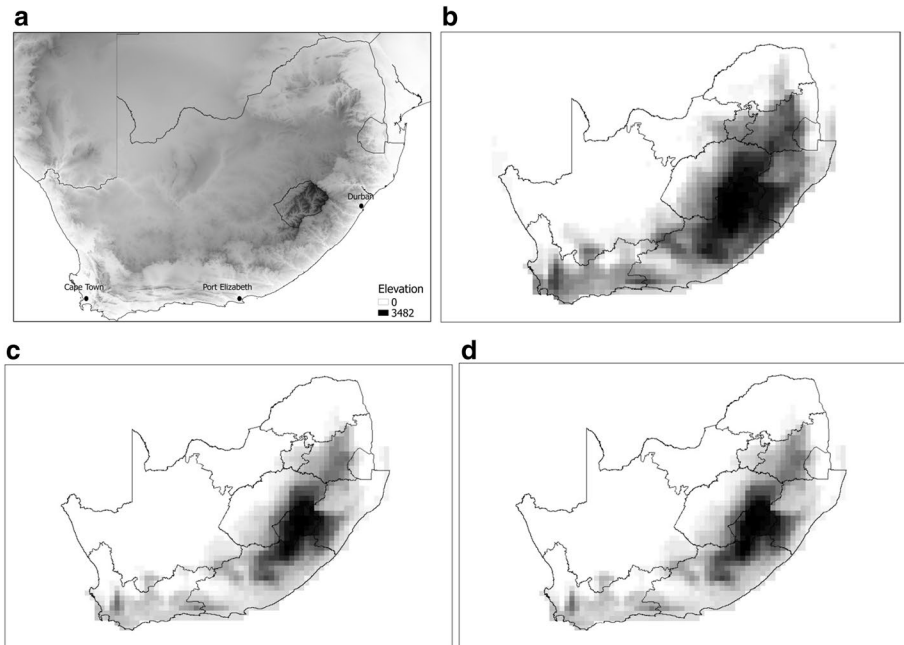 a
b
Durban
Cape Town
Port Elizabeth
Elevation
0
3482
c
d